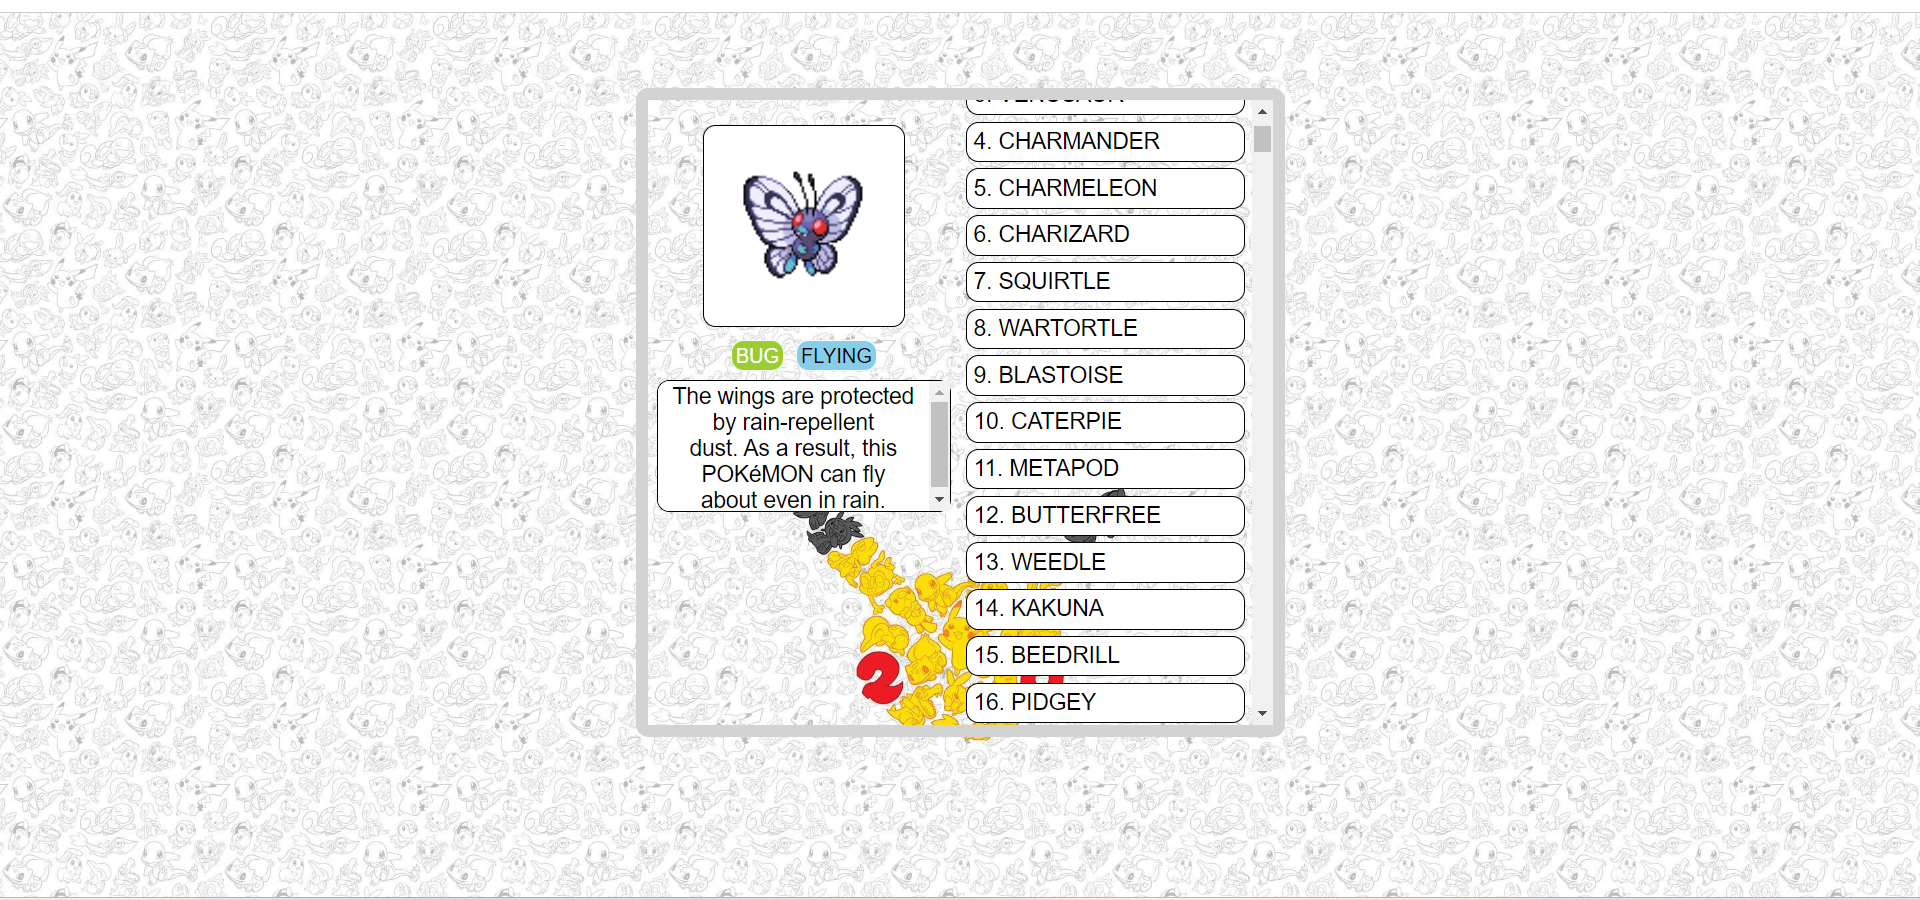 BUG FLYING
The wings are protected
by rain-repellent
dust. As a result, this
POKéMON can fly
about even in rain.
4. CHARMANDER
5. CHARMELEON
6. CHARIZARD
7. SQUIRTLE
8. WARTORTLE
9. BLASTOISE
10. CATERPIE
11. METAPOD
12. BUTTERFREE
13. WEEDLE
14. KAKUNA
15. BEEDRILL
16. PIDGEY
2